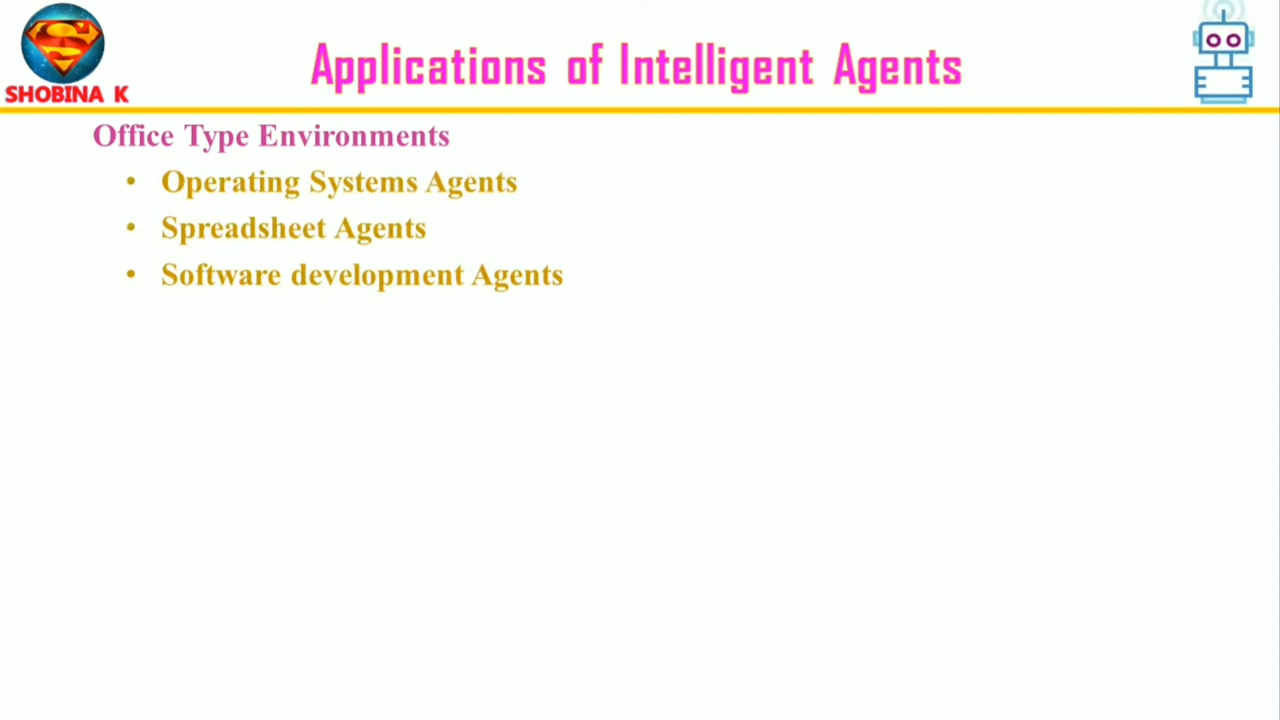 SHOBINA K
Applications of Intelligent Agents
Office Type Environments
• Operating Systems Agents
• Spreadsheet Agents
• Software development Agents